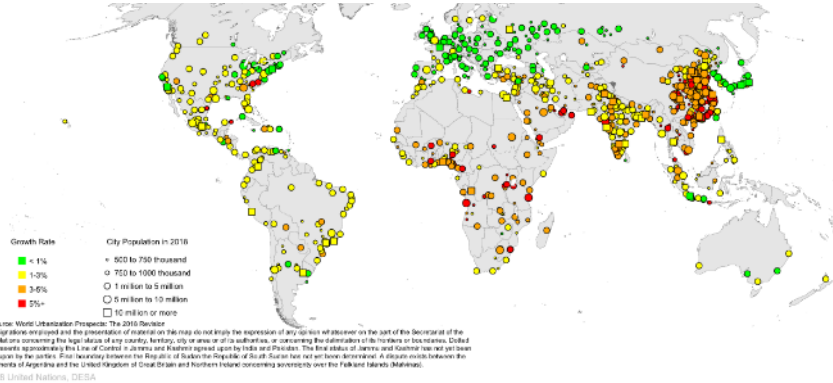 Growth Rate
< 1%
1-3%
3-5%
5%+
City Population in 2018
500 to 750 thousand
750 to 1000 thousand
1 million to 5 million
5 million to 10 million
10 million or more
urce: World Urbanization Prospects: The 2018 Revision
signations employed and the presentation of material on this map do not imply the expression of any opinion whatsoever on the part of the Secretariat of the
ations concerning the legal status of any country, territory, city or area or of its authorities, or concerning the delimitation of its frontiers or boundaries. Dotted
esents approximately the Line of Control in Jammu and Kashmir agreed upon by India and Pakistan. The final status of Jammu and Kashmir has not yet been
upon by the parties. Final boundary between the Republic of Sudan the Republic of South Sudan has not yet been determined. A dispute exists between the
ments of Argentina and the United Kingdom of Great Britain and Northern Ireland concerning sovereignty over the Falkland Islands (Malvinas).
8 United Nations, DESA